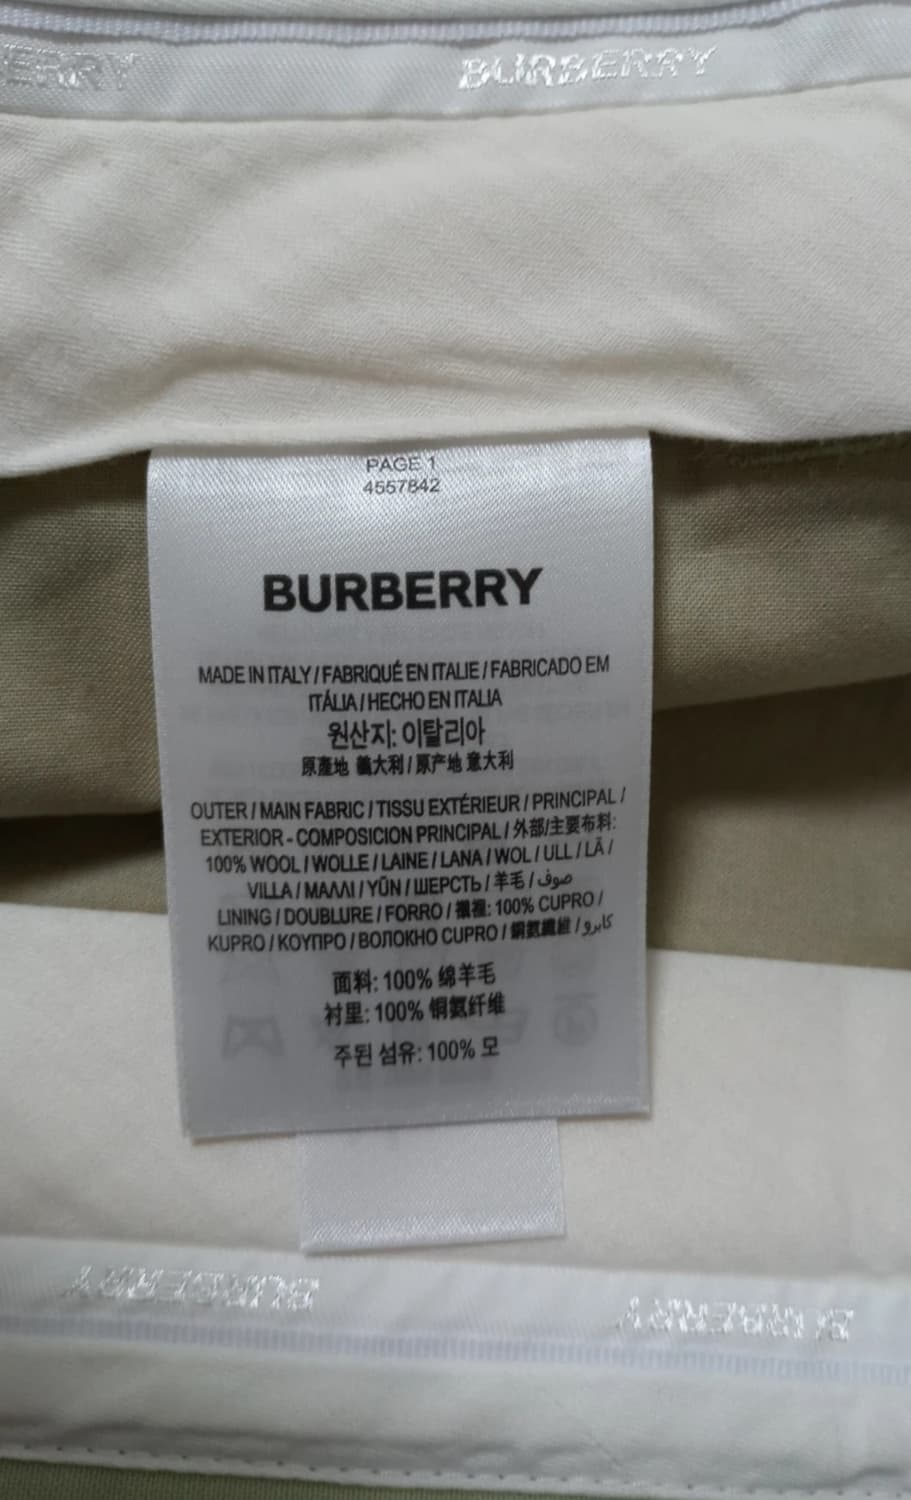 ERRY BURBERRY
PAGE 1
4557842
BURBERRY
MADE IN ITALY / FABRIQUÉ EN ITALIE / FABRICADO EM
ITÁLIA / HECHO EN ITALIA
원산지: 이탈리아
原產地 義大利 / 原产地 意大利
OUTER / MAIN FABRIC / TISSU EXTÉRIEUR / PRINCIPAL /
EXTERIOR - COMPOSICION PRINCIPAL / 外部/主要布料:
100% WOOL / WOLLE / LAINE / LANA / WOL / ULL / LÃ /
VILLA / ΜΑΛΛΙ / YÜN / ШЕРСТЬ / 羊毛 / صوف
LINING / DOUBLURE / FORRO / 襯裡: 100% CUPRO /
KUPRO / ΚΟΥΠΡΟ / ВОЛОКНО CUPRO / 銅氨纖維 / كابرو
面料: 100% 绵羊毛
衬里: 100% 铜氨纤维
주된 섬유: 100% 모
BURBERRY BURBERRY